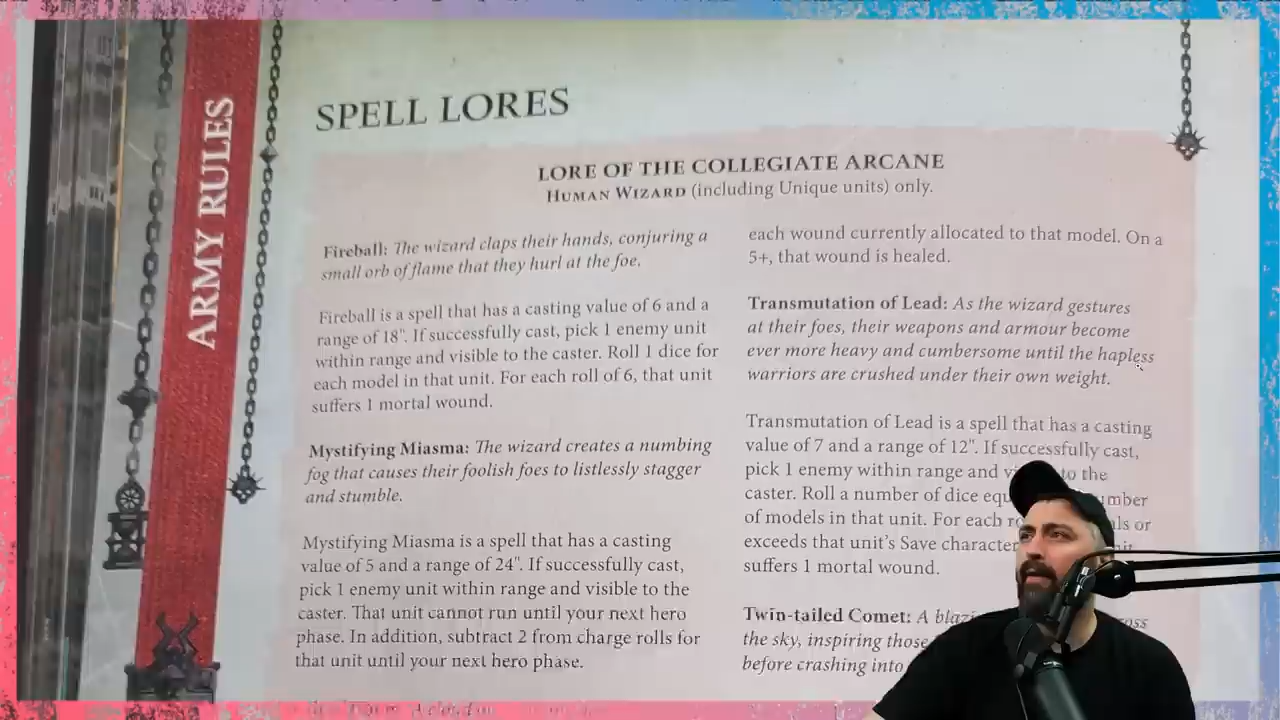 ARMY RULES
SPELL LORES
LORE OF THE COLLEGIATE ARCANE
HUMAN WIZARD (including Unique units) only.
Fireball: The wizard claps their hands, conjuring a
small orb of flame that they hurl at the foe.
Fireball is a spell that has a casting value of 6 and a
range of 18". If successfully cast, pick 1 enemy unit
within range and visible to the caster. Roll 1 dice for
each model in that unit. For each roll of 6, that unit
suffers 1 mortal wound.
Mystifying Miasma: The wizard creates a numbing
fog that causes their foolish foes to listlessly stagger
and stumble.
Mystifying Miasma is a spell that has a casting
value of 5 and a range of 24". If successfully cast,
pick 1 enemy unit within range and visible to the
caster. That unit cannot run until your next hero
phase. In addition, subtract 2 from charge rolls for
that unit until your next hero phase.
each wound currently allocated to that model. On a
5+, that wound is healed.
Transmutation of Lead: As the wizard gestures
at their foes, their weapons and armour become
ever more heavy and cumbersome until the hapless
warriors are crushed under their own weight.
Transmutation of Lead is a spell that has a casting
value of 7 and a range of 12". If successfully cast,
pick 1 enemy within range and to the
caster. Roll a number of dice
of models in that unit. For each or
exceeds that unit's Save
suffers 1 mortal wound.
Twin-tailed Comet: A
the sky, inspiring those
before crashing into